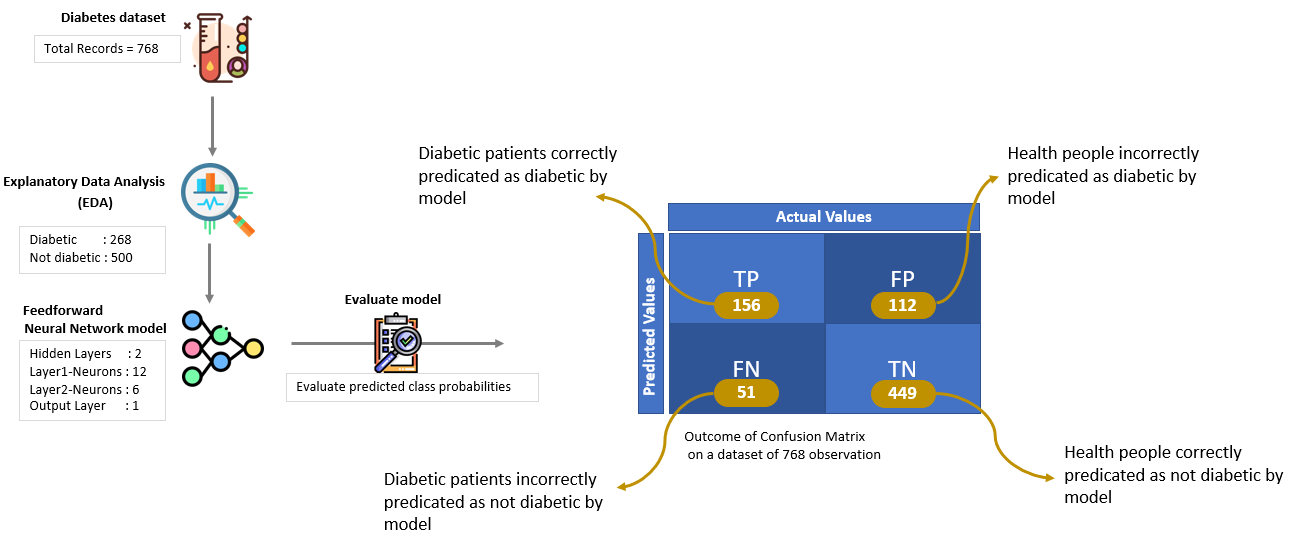 Diabetes dataset
Total Records = 768
Explanatory Data Analysis
(EDA)
Diabetic : 268
Not diabetic : 500
Feedforward
Neural Network model
Hidden Layers : 2
Layer1-Neurons : 12
Layer2-Neurons : 6
Output Layer : 1
Evaluate model
Evaluate predicted class probabilities
Diabetic patients correctly
predicated as diabetic by
model
Health people incorrectly
predicated as diabetic by
model
Actual Values
Predicted Values
TP
156
FP
112
FN
51
TN
449
Outcome of Confusion Matrix
on a dataset of 768 observation
Diabetic patients incorrectly
predicated as not diabetic by
model
Health people correctly
predicated as not diabetic by
model